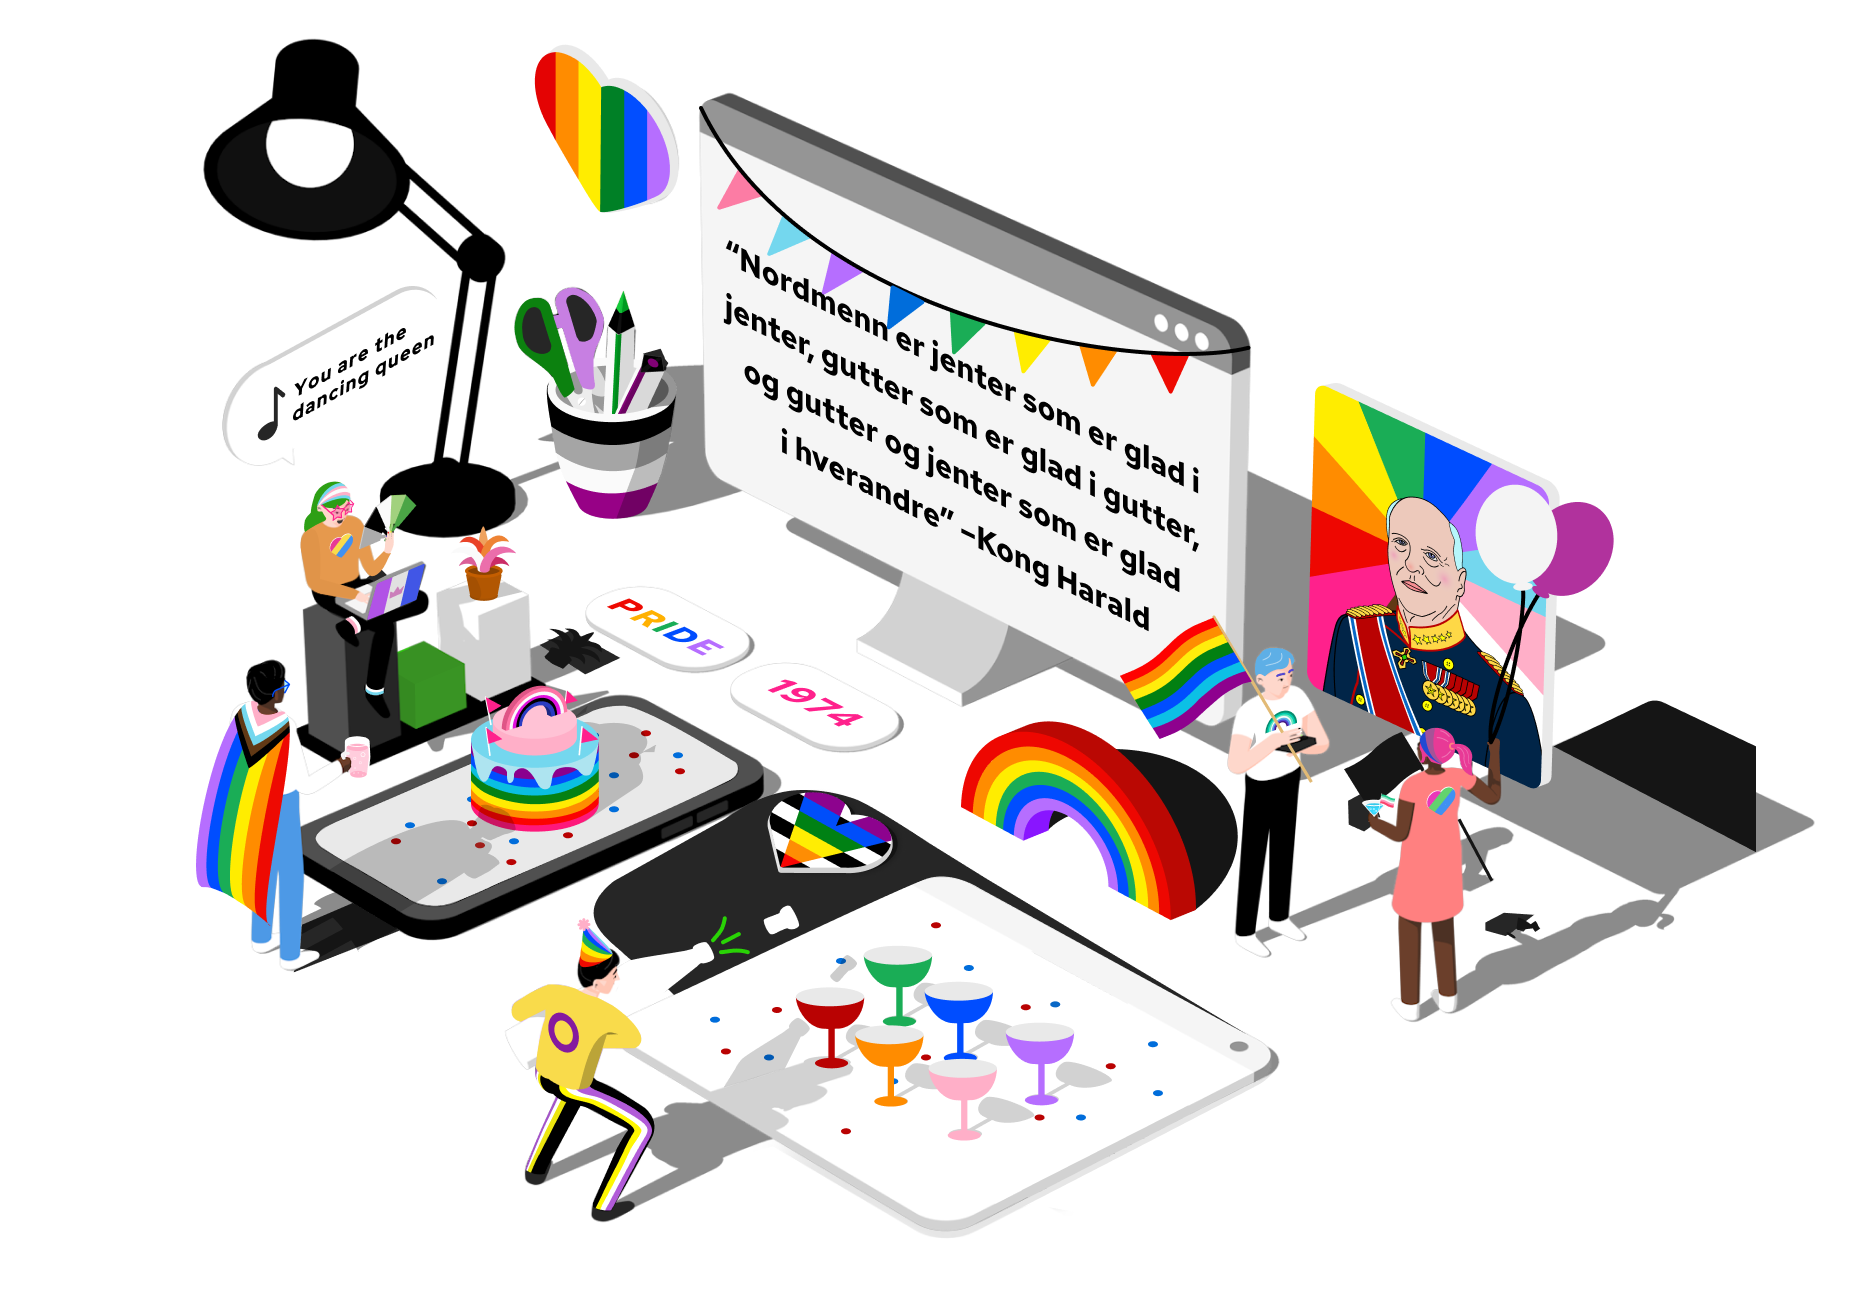 “Nordmenn er jenter som er glad i
jenter, gutter som er glad i gutter,
og gutter og jenter som er glad
i hverandre” –Kong Harald
You are the
dancing queen
PRIDE
1974